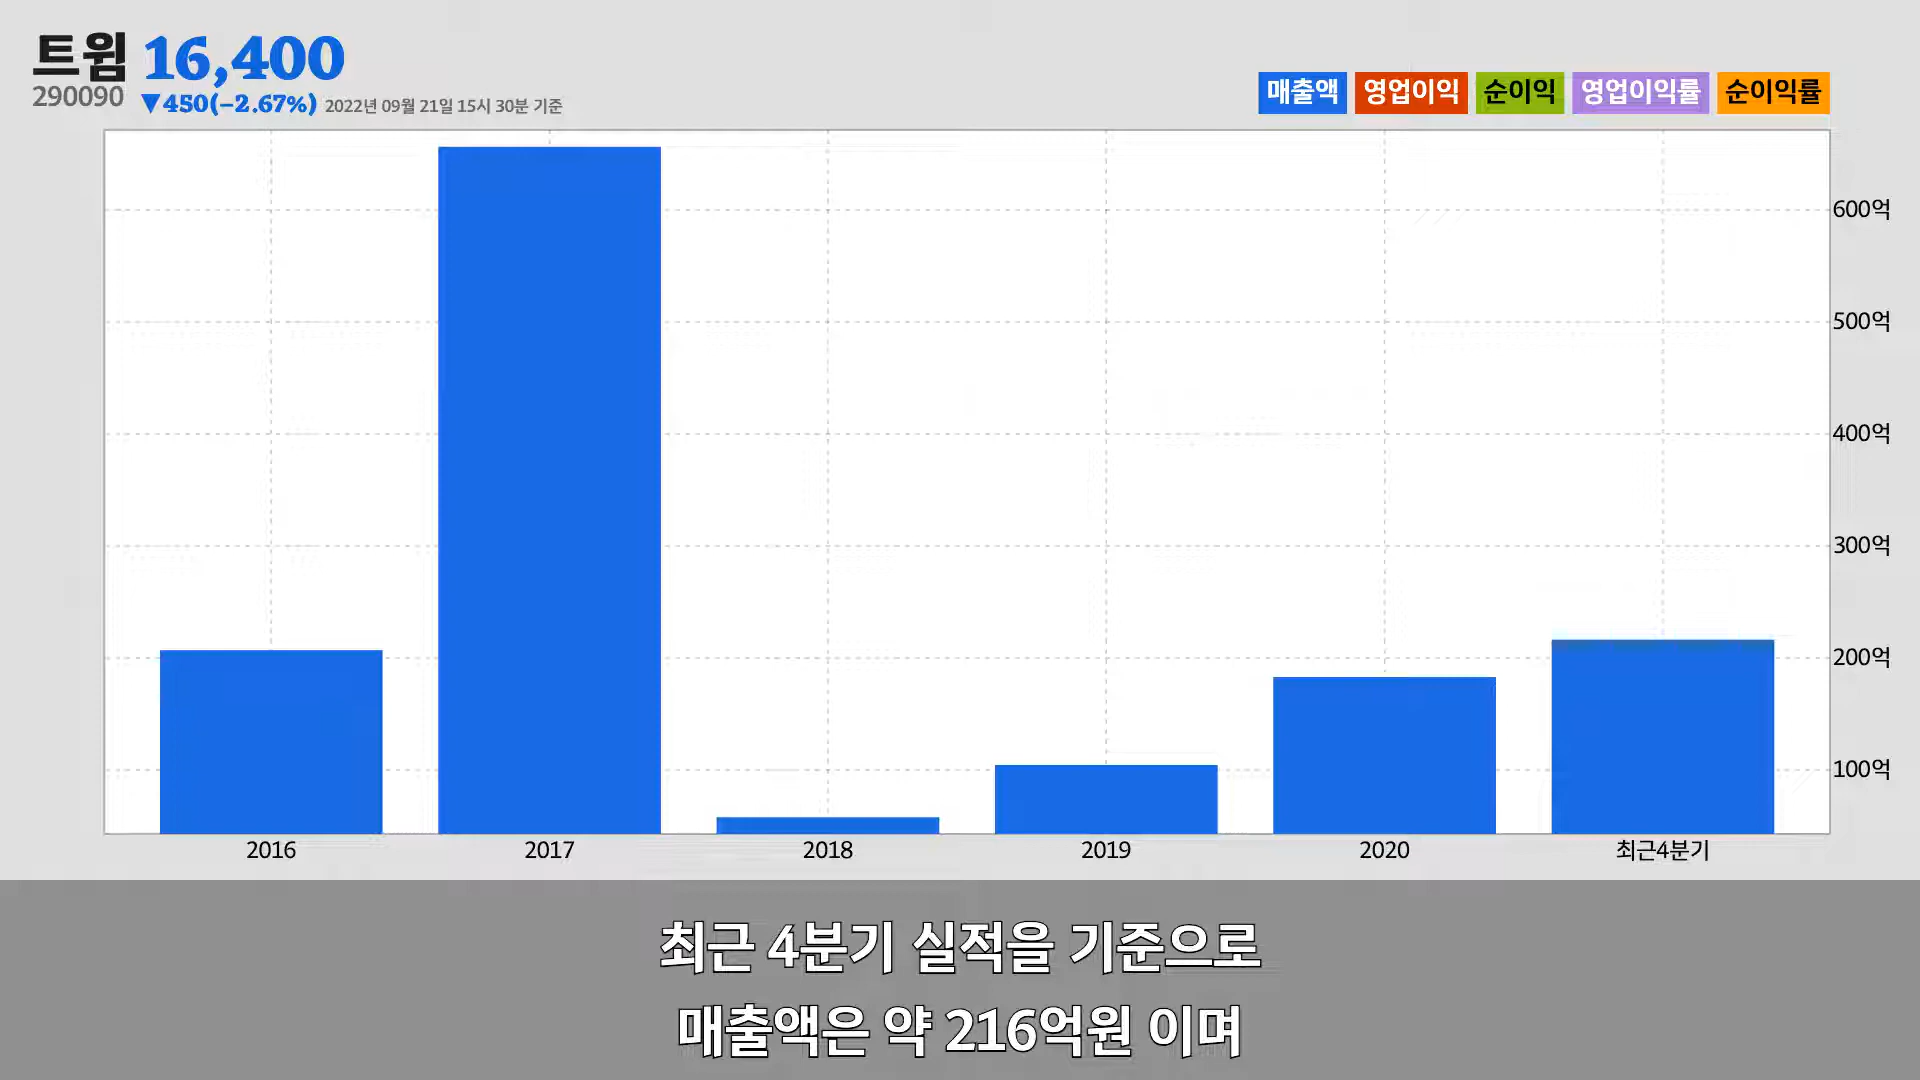 트윔 16,400
290090 ▼450(−2.67%) 2022년 09월 21일 15시 30분 기준
매출액 영업이익 순이익 영업이익률 순이익률
600억
500억
400억
300억
200억
100억
2016 2017 2018 2019 2020 최근4분기
최근 4분기 실적을 기준으로
매출액은 약 216억원 이며